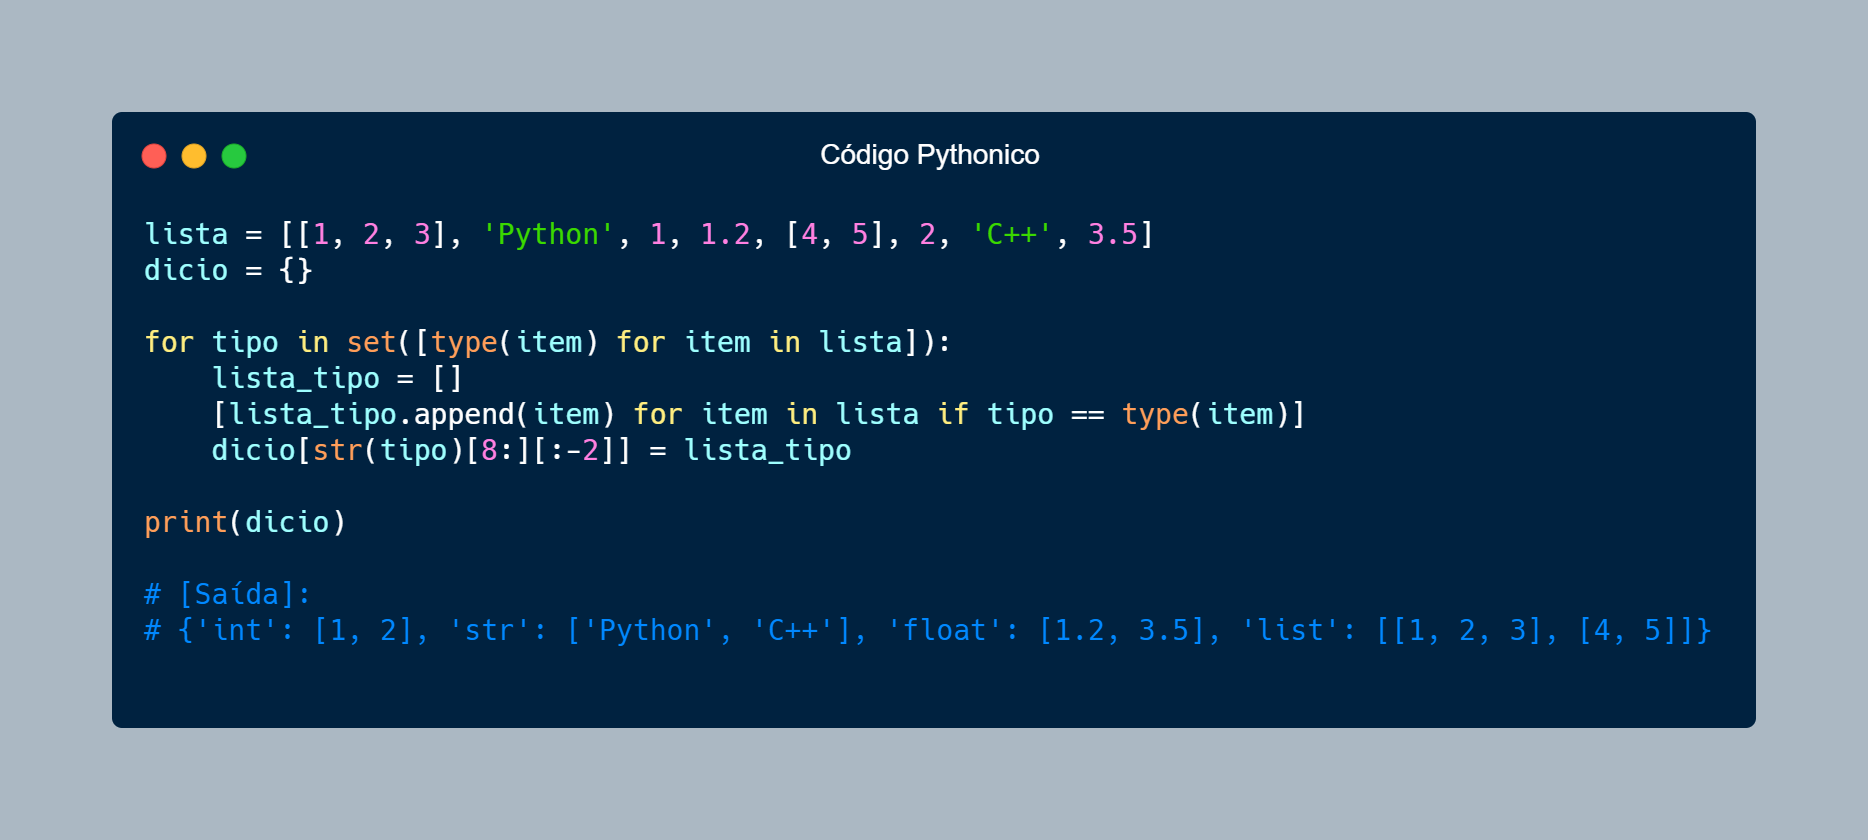 Código Pythonico
lista = [[1, 2, 3], 'Python', 1, 1.2, [4, 5], 2, 'C++', 3.5]
dicio = {}
for tipo in set([type(item) for item in lista]):
    lista_tipo = []
    [lista_tipo.append(item) for item in lista if tipo == type(item)]
    dicio[str(tipo)[8:][:-2]] = lista_tipo
print(dicio)
# [Saída]:
# {'int': [1, 2], 'str': ['Python', 'C++'], 'float': [1.2, 3.5], 'list': [[1, 2, 3], [4, 5]]}